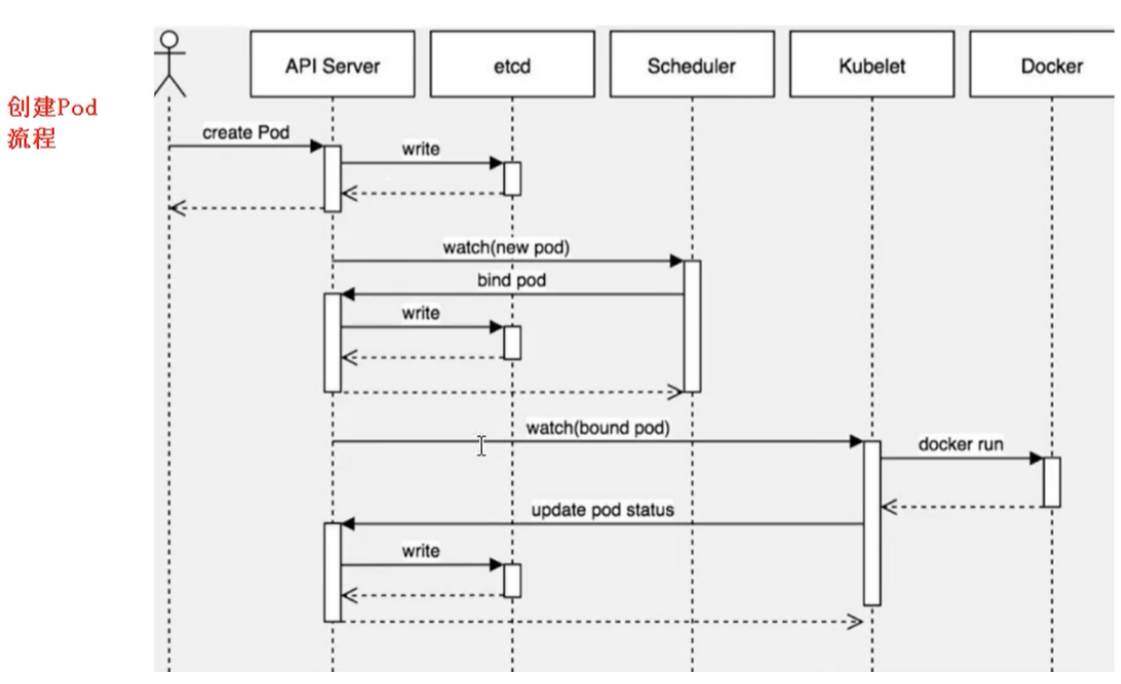 API Server
etcd
Scheduler
Kubelet
Docker
创建Pod
流程
create Pod
write
watch(new pod)
bind pod
write
watch(bound pod)
docker run
update pod status
write